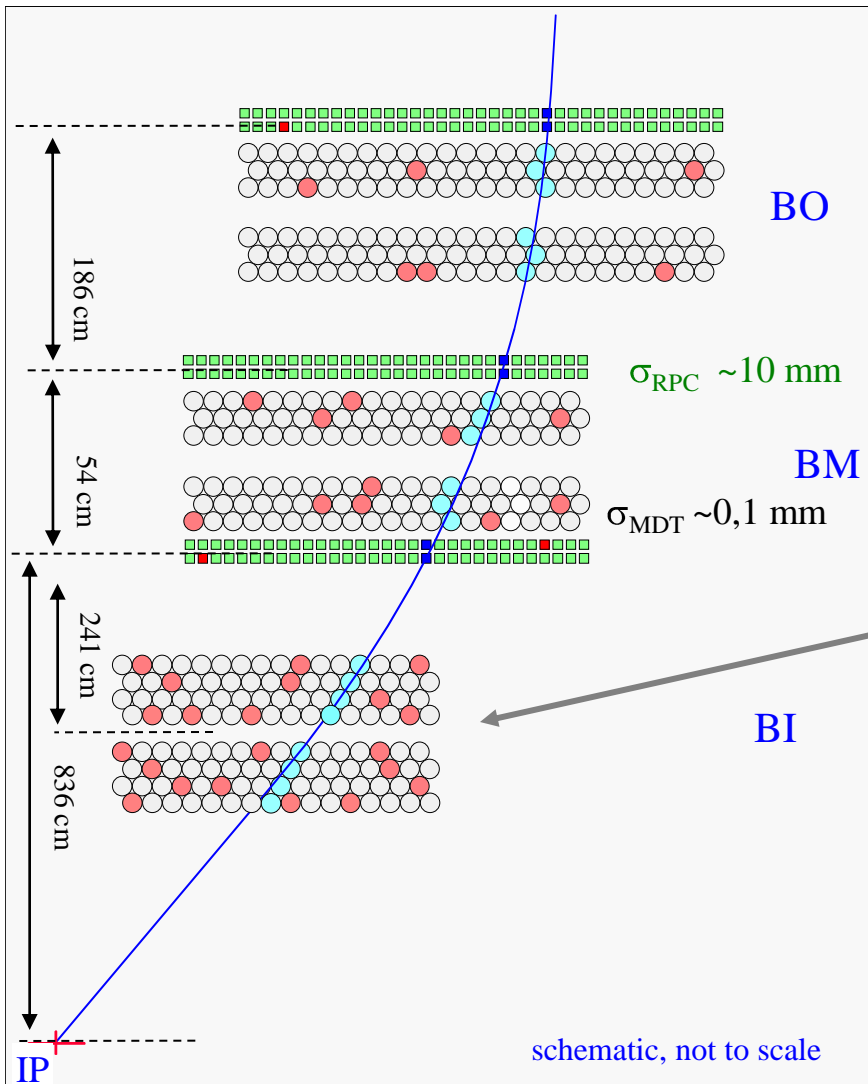 BO
186 cm
σRPC ~10 mm
54 cm
BM
σMDT ~0,1 mm
241 cm
BI
836 cm
schematic, not to scale
IP